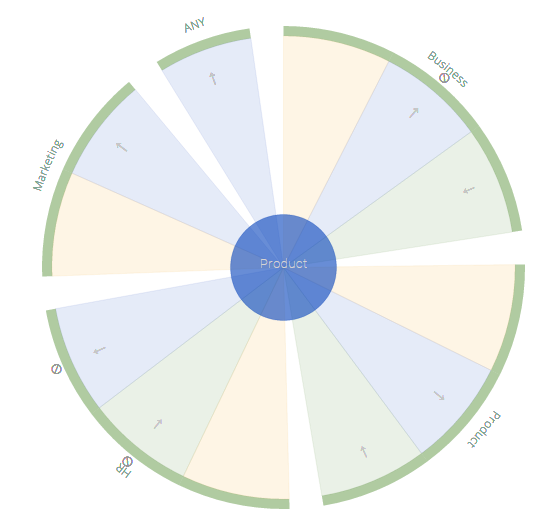 ANY
Business
Marketing
Product
Product
HR